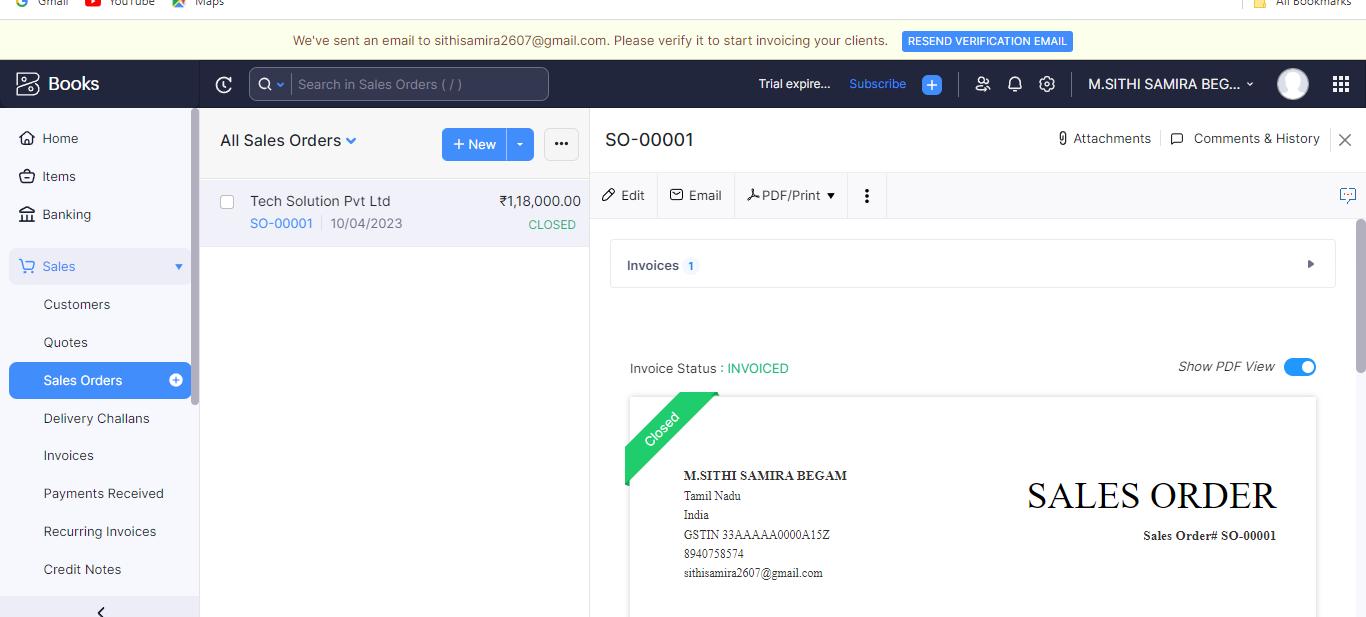 Gmail YouTube Maps All Bookmarks
We've sent an email to sithisamira2607@gmail.com. Please verify it to start invoicing your clients. RESEND VERIFICATION EMAIL
Books
Search in Sales Orders ( / )
Trial expire... Subscribe
M.SITHI SAMIRA BEG...
Home
Items
Banking
Sales
Customers
Quotes
Sales Orders
Delivery Challans
Invoices
Payments Received
Recurring Invoices
Credit Notes
All Sales Orders
+ New
Tech Solution Pvt Ltd ₹1,18,000.00
SO-00001 10/04/2023 CLOSED
SO-00001
Attachments Comments & History
Edit Email PDF/Print
Invoices 1
Invoice Status : INVOICED Show PDF View
Closed
M.SITHI SAMIRA BEGAM
Tamil Nadu
India
GSTIN 33AAAAA0000A15Z
8940758574
sithisamira2607@gmail.com
SALES ORDER
Sales Order# SO-00001